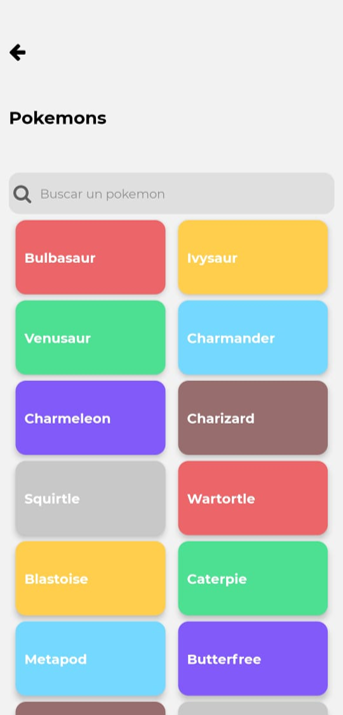 Pokemons
Buscar un pokemon
Bulbasaur
Ivysaur
Venusaur
Charmander
Charmeleon
Charizard
Squirtle
Wartortle
Blastoise
Caterpie
Metapod
Butterfree